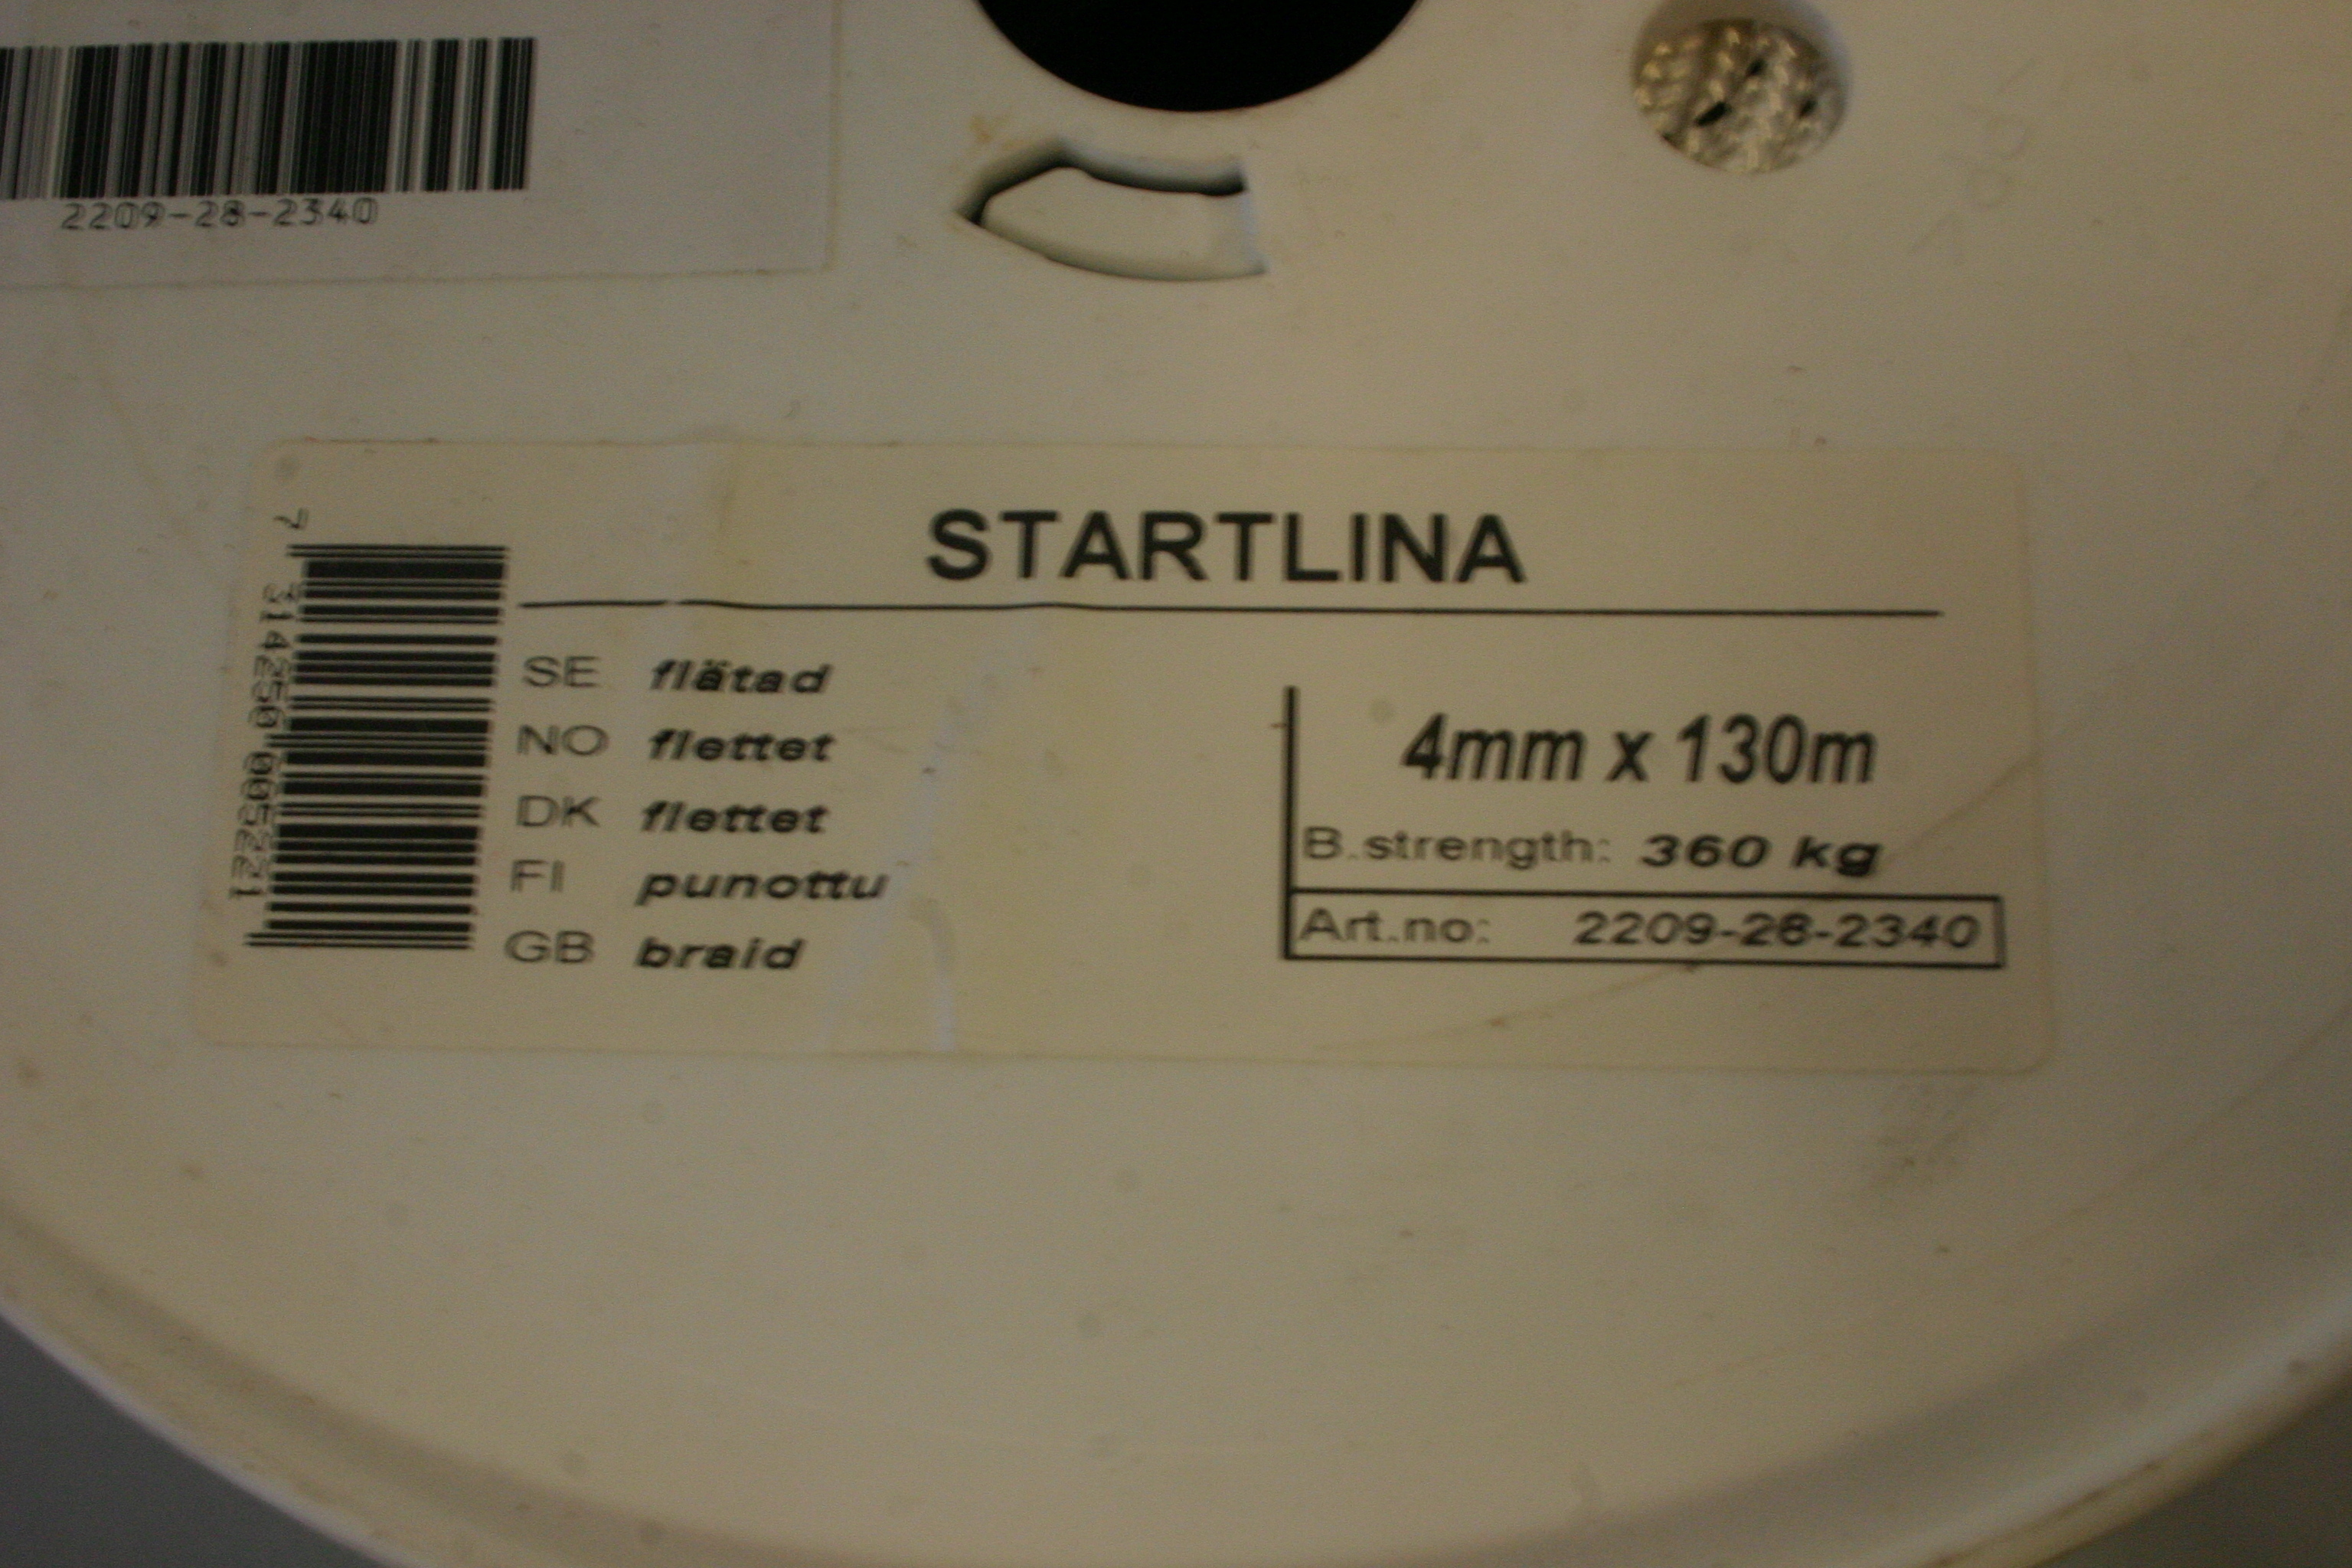 2209-28-2340
STARTLINA
7 314250 005221
SE flätad
NO flettet
DK flettet
FI punottu
GB braid
4mm x 130m
B.strength: 360 kg
Art.no: 2209-28-2340